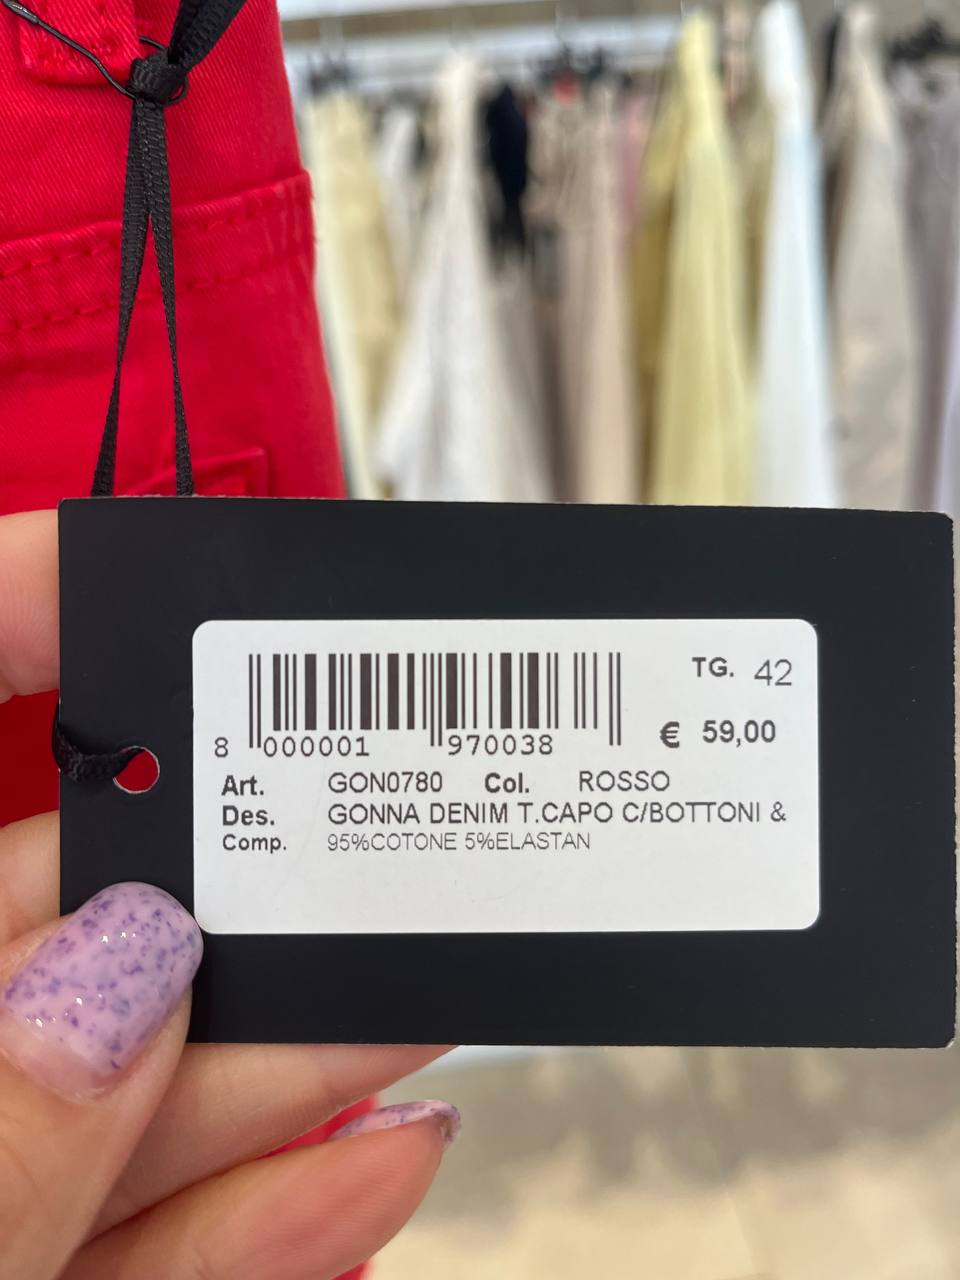 TG. 42
€ 59,00
8 000001 970038
Art. GON0780 Col. ROSSO
Des. GONNA DENIM T.CAPO C/BOTTONI &
Comp. 95%COTONE 5%ELASTAN